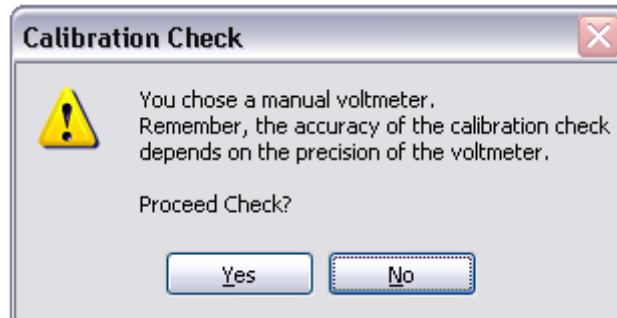 Calibration Check
You chose a manual voltmeter.
Remember, the accuracy of the calibration check
depends on the precision of the voltmeter.
Proceed Check?
Yes
No